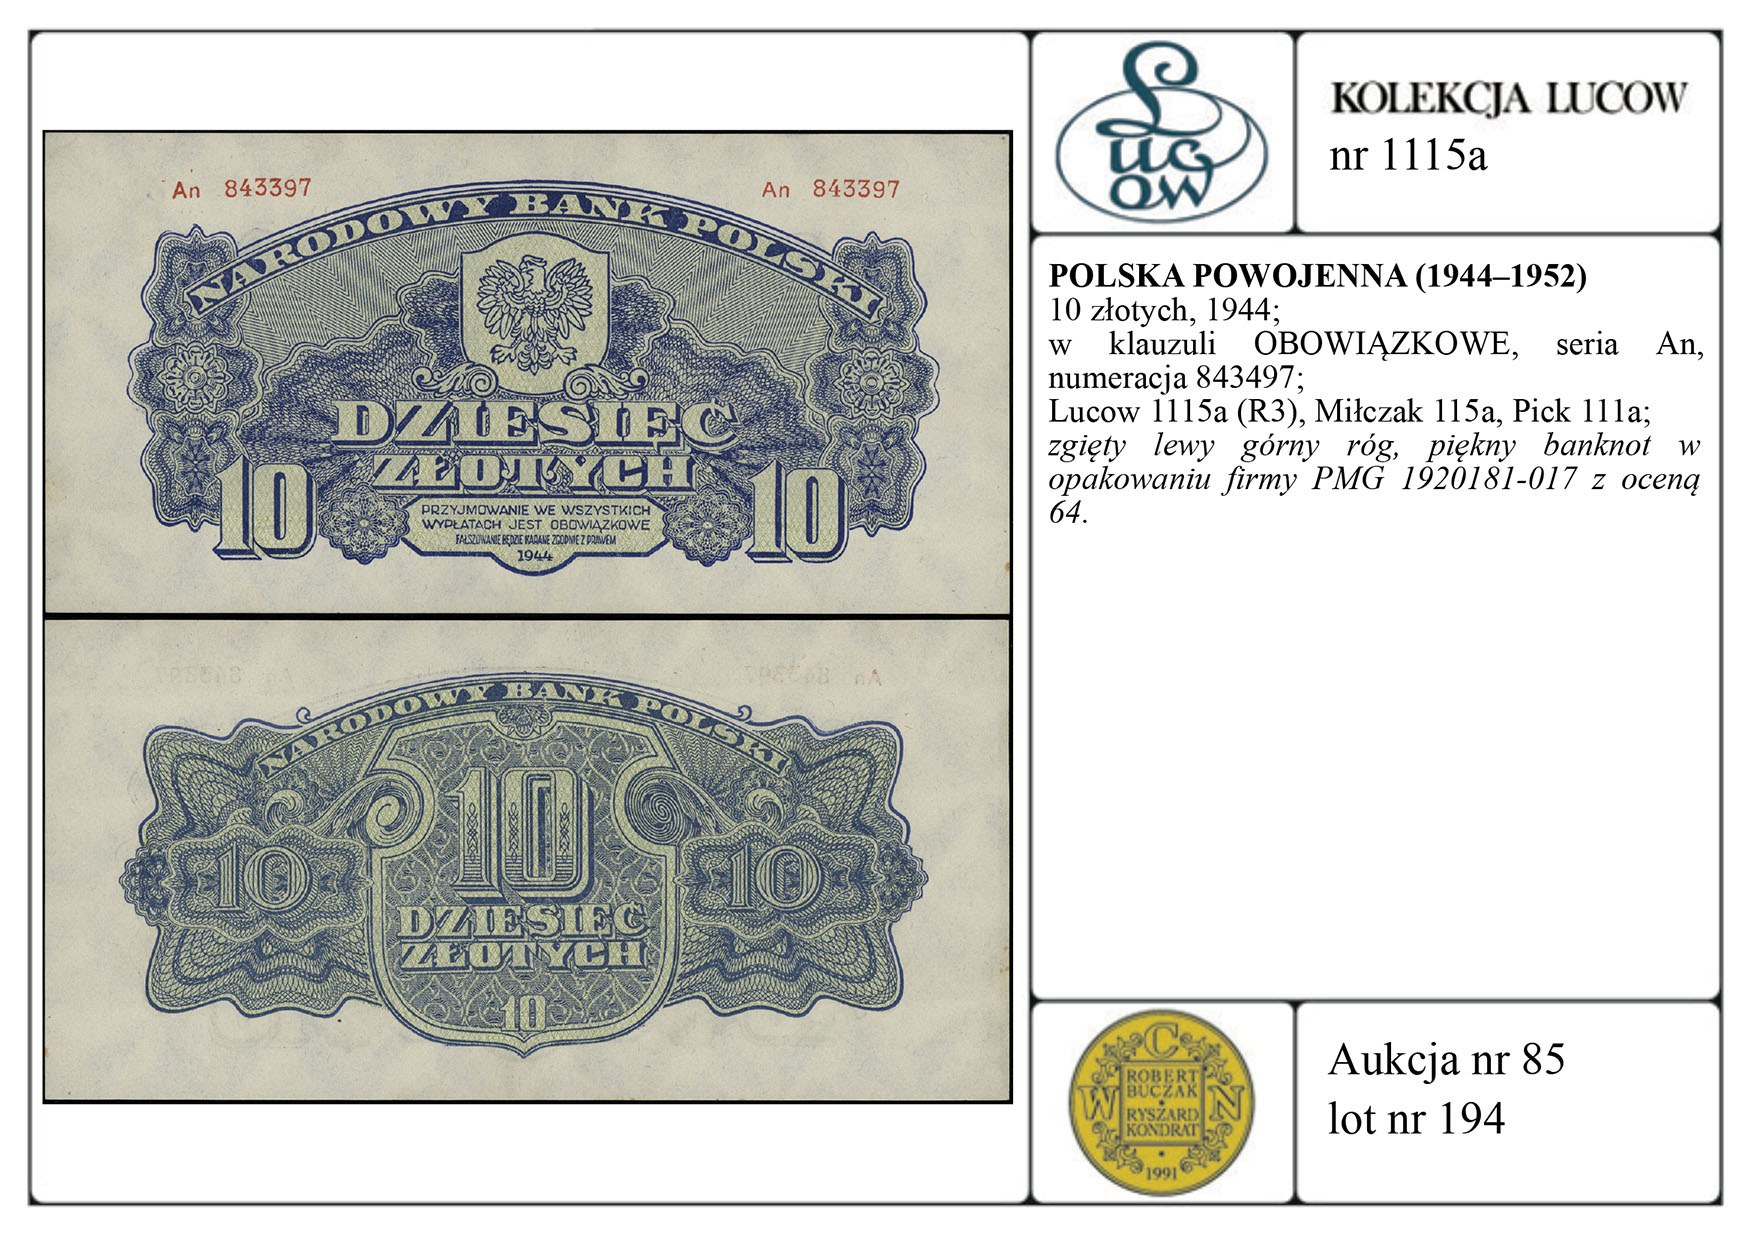 An 843397
An 843397
NARODOWY BANK POLSKI
DZIESIĘĆ
ZŁOTYCH
10
10
PRZYJMOWANIE WE WSZYSTKICH
WYPŁATACH JEST OBOWIĄZKOWE
FAŁSZOWANIE BĘDZIE KARANE ZGODNIE Z PRAWEM
1944
NARODOWY BANK POLSKI
10
10
10
DZIESIĘĆ
ZŁOTYCH
10
Lucow
KOLEKCJA LUCOW
nr 1115a
POLSKA POWOJENNA (1944–1952)
10 złotych, 1944;
w klauzuli OBOWIĄZKOWE, seria An,
numeracja 843497;
Lucow 1115a (R3), Miłczak 115a, Pick 111a;
zgięty lewy górny róg, piękny banknot w
opakowaniu firmy PMG 1920181-017 z oceną
64.
W C N
ROBERT
BUCZAK
RYSZARD
KONDRAT
1991
Aukcja nr 85
lot nr 194